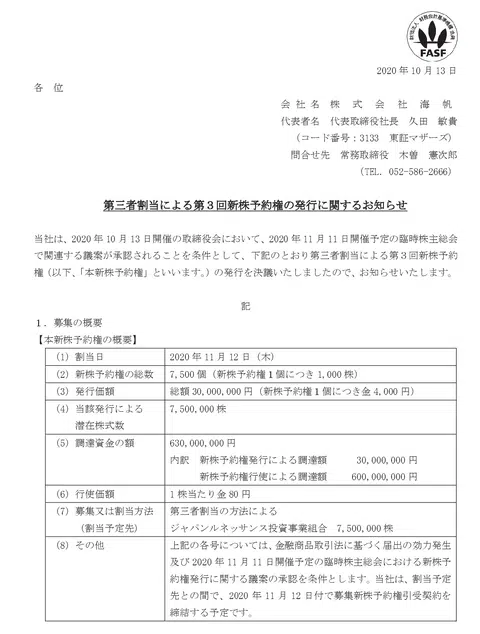 財団法人 財務会計基準機構会員
FASF
2020 年 10 月 13 日
各 位
会 社 名 株 式 会 社 海 帆
代表者名 代表取締役社長 久田 敏貴
(コード番号:3133 東証マザーズ)
問合せ先 常務取締役 木曽 憲次郎
(TEL. 052-586-2666)
第三者割当による第3回新株予約権の発行に関するお知らせ
当社は、2020 年 10 月 13 日開催の取締役会において、2020 年 11 月 11 日開催予定の臨時株主総会
で関連する議案が承認されることを条件として、下記のとおり第三者割当による第3回新株予約
権(以下、「本新株予約権」といいます。)の発行を決議いたしましたので、お知らせいたします。
記
1.募集の概要
【本新株予約権の概要】
(1) 割当日 2020 年 11 月 12 日(木)
(2) 新株予約権の総数 7,500 個(新株予約権1個につき 1,000 株)
(3) 発行価額 総額 30,000,000 円(新株予約権1個につき金 4,000 円)
(4) 当該発行による 7,500,000 株
潜在株式数
(5) 調達資金の額 630,000,000 円
内訳 新株予約権発行による調達額 30,000,000 円
新株予約権行使による調達額 600,000,000 円
(6) 行使価額 1株当たり金 80 円
(7) 募集又は割当方法 第三者割当の方法による
(割当予定先) ジャパンルネッサンス投資事業組合 7,500,000 株
(8) その他 上記の各号については、金融商品取引法に基づく届出の効力発生
及び 2020 年 11 月 11 日開催予定の臨時株主総会における新株予
約権発行に関する議案の承認を条件とします。当社は、割当予定
先との間で、2020 年 11 月 12 日付で募集新株予約権引受契約を
締結する予定です。